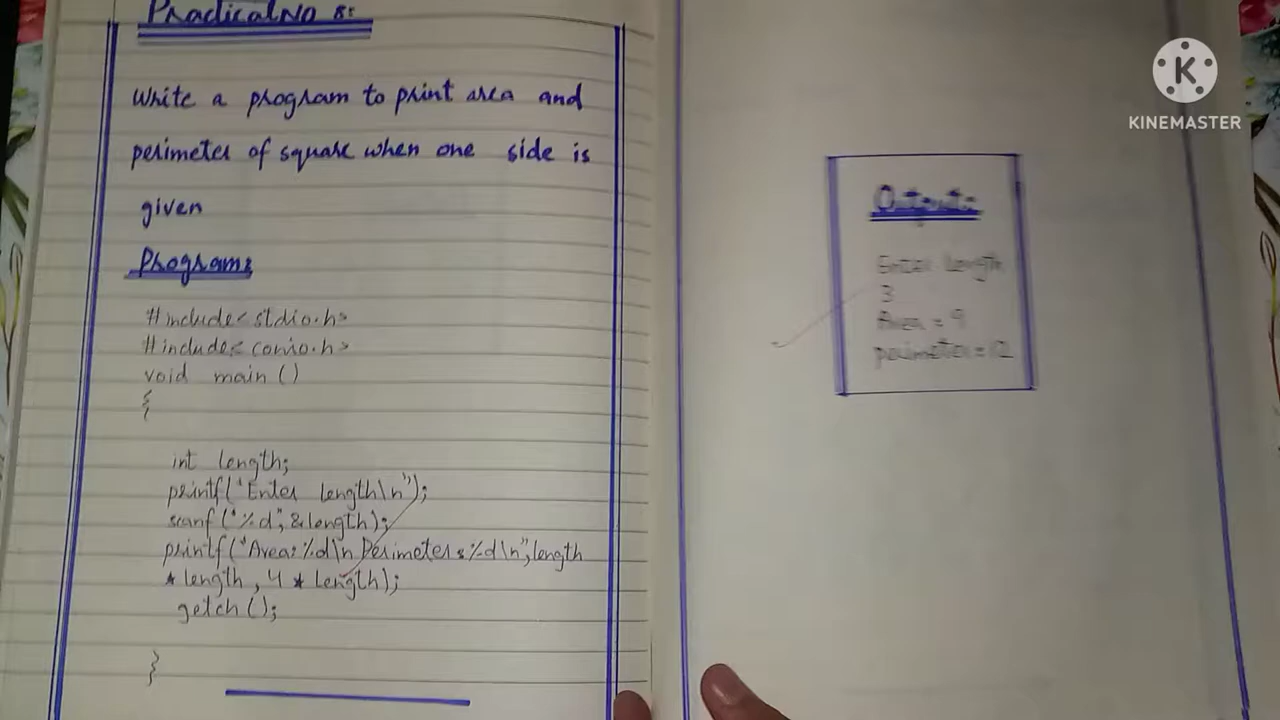 Practical No 8:
Write a program to print area and
perimeter of square when one side is
given
Program:
#include<stdio.h>
#include<conio.h>
void main ()
{
int length;
printf("Enter length\n");
scanf("%d", &length);
printf("Area: %d\n Perimeter: %d\n", length
* length, 4 * length);
getch();
}
Output:
Enter Length
3
Area = 9
perimeter = 12
K
KINEMASTER